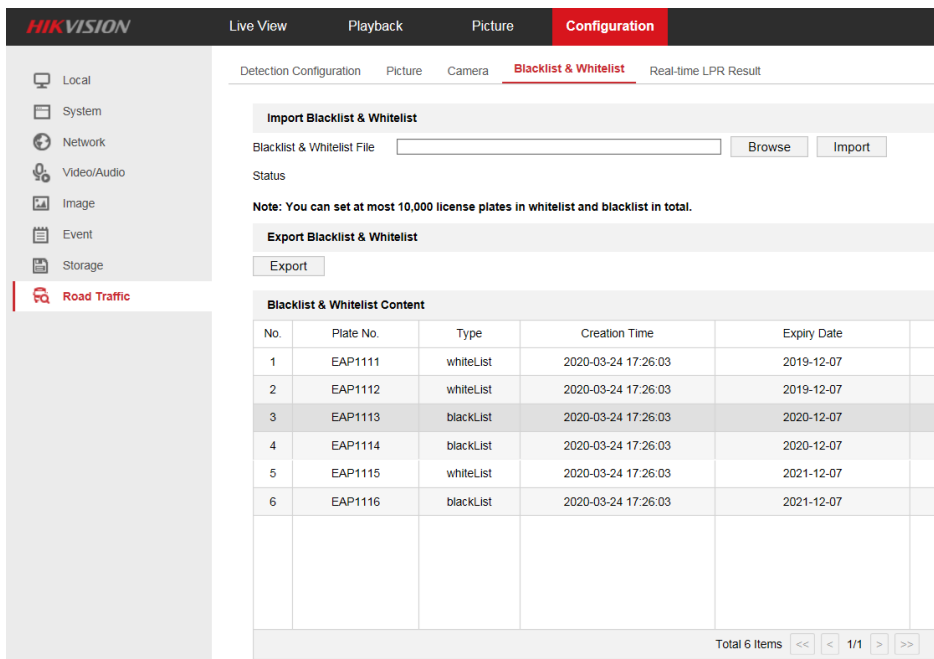 HIKVISION Live View Playback Picture Configuration
Detection Configuration Picture Camera Blacklist & Whitelist Real-time LPR Result
Local
System
Network
Video/Audio
Image
Event
Storage
Road Traffic
Import Blacklist & Whitelist
Blacklist & Whitelist File Browse Import
Status
Note: You can set at most 10,000 license plates in whitelist and blacklist in total.
Export Blacklist & Whitelist
Export
Blacklist & Whitelist Content
No. Plate No. Type Creation Time Expiry Date
1 EAP1111 whiteList 2020-03-24 17:26:03 2019-12-07
2 EAP1112 whiteList 2020-03-24 17:26:03 2019-12-07
3 EAP1113 blackList 2020-03-24 17:26:03 2020-12-07
4 EAP1114 blackList 2020-03-24 17:26:03 2020-12-07
5 EAP1115 whiteList 2020-03-24 17:26:03 2021-12-07
6 EAP1116 blackList 2020-03-24 17:26:03 2021-12-07
Total 6 Items << < 1/1 > >>